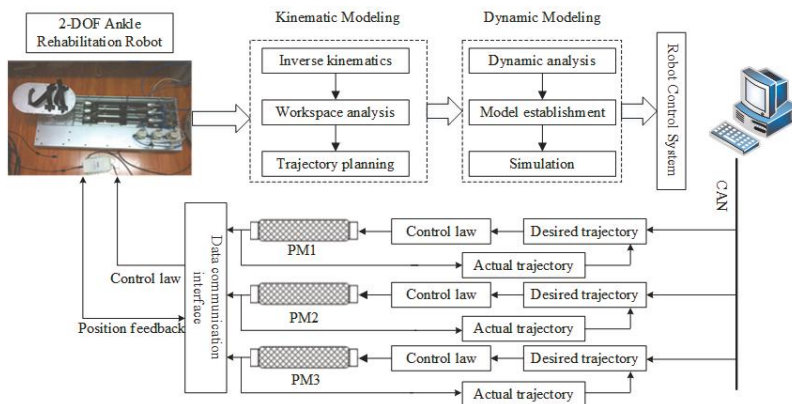 2-DOF Ankle
Rehabilitation Robot
Kinematic Modeling
Inverse kinematics
Workspace analysis
Trajectory planning
Dynamic Modeling
Dynamic analysis
Model establishment
Simulation
Robot Control System
CAN
Data communication
interface
Control law
Position feedback
PM1
Control law
Desired trajectory
Actual trajectory
PM2
Control law
Desired trajectory
Actual trajectory
PM3
Control law
Desired trajectory
Actual trajectory